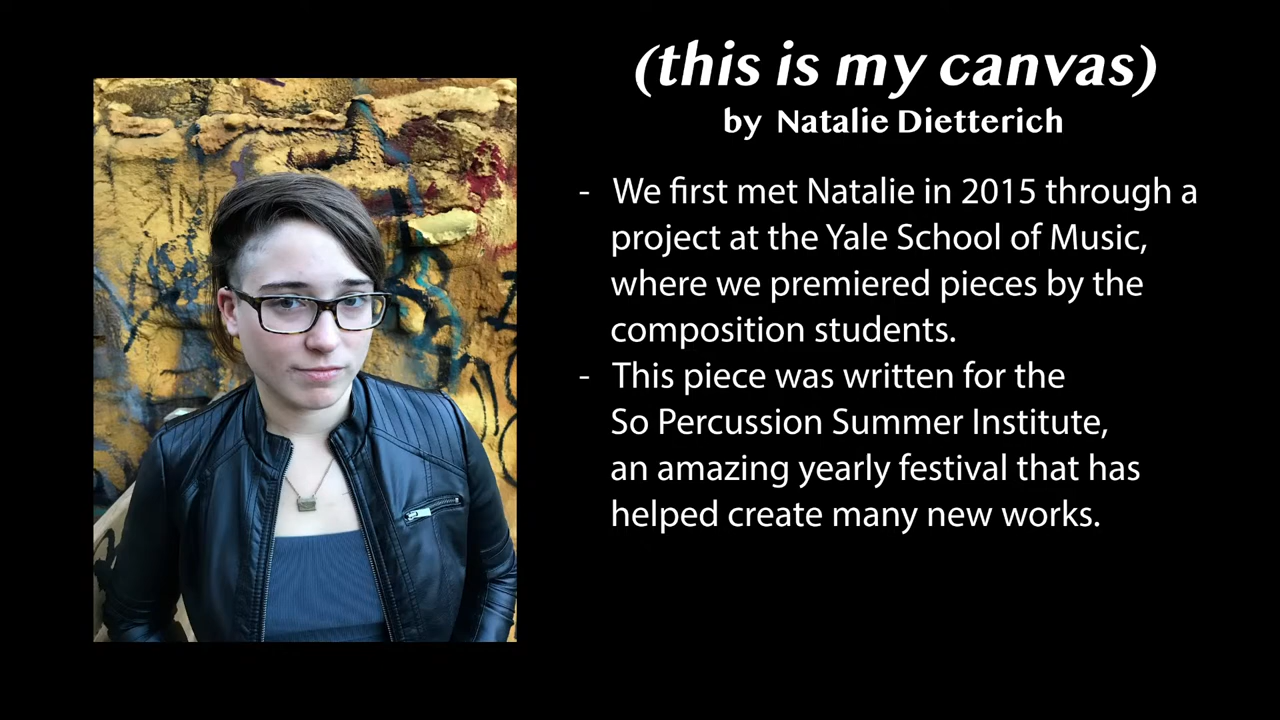 (this is my canvas)
by Natalie Dietterich
- We first met Natalie in 2015 through a
project at the Yale School of Music,
where we premiered pieces by the
composition students.
- This piece was written for the
So Percussion Summer Institute,
an amazing yearly festival that has
helped create many new works.